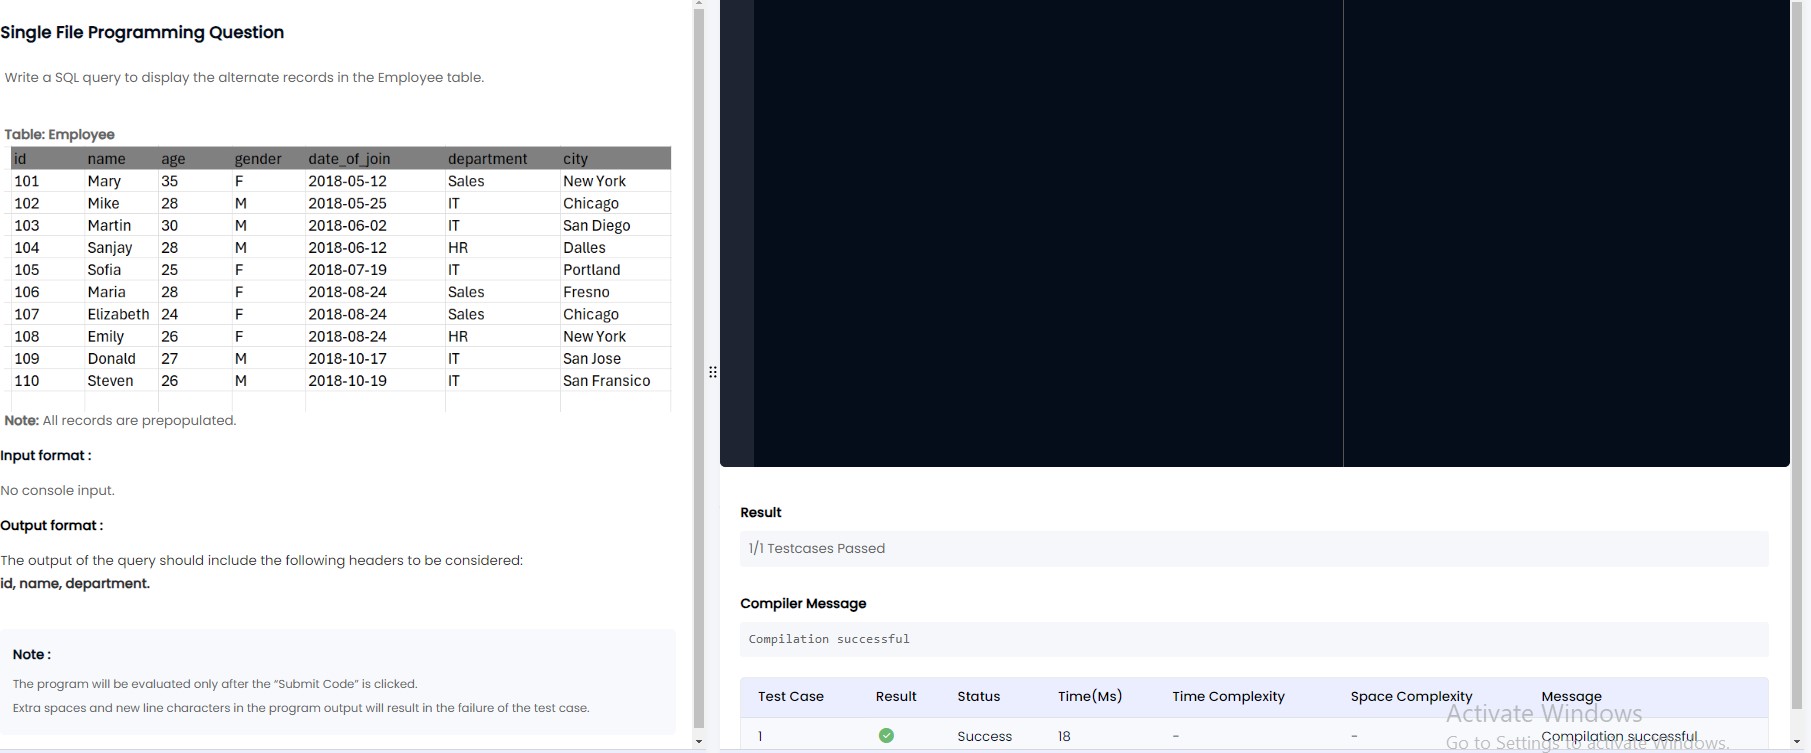 Single File Programming Question
Write a SQL query to display the alternate records in the Employee table.
Table: Employee
id name age gender date_of_join department city
101 Mary 35 F 2018-05-12 Sales New York
102 Mike 28 M 2018-05-25 IT Chicago
103 Martin 30 M 2018-06-02 IT San Diego
104 Sanjay 28 M 2018-06-12 HR Dalles
105 Sofia 25 F 2018-07-19 IT Portland
106 Maria 28 F 2018-08-24 Sales Fresno
107 Elizabeth 24 F 2018-08-24 Sales Chicago
108 Emily 26 F 2018-08-24 HR New York
109 Donald 27 M 2018-10-17 IT San Jose
110 Steven 26 M 2018-10-19 IT San Fransico
Note: All records are prepopulated.
Input format :
No console input.
Output format :
The output of the query should include the following headers to be considered:
id, name, department.
Note :
The program will be evaluated only after the “Submit Code” is clicked.
Extra spaces and new line characters in the program output will result in the failure of the test case.
Result
1/1 Testcases Passed
Compiler Message
Compilation successful
Test Case Result Status Time(Ms) Time Complexity Space Complexity Message
1 Success 18 - - Compilation successful
Activate Windows
Go to Settings to activate Windows.